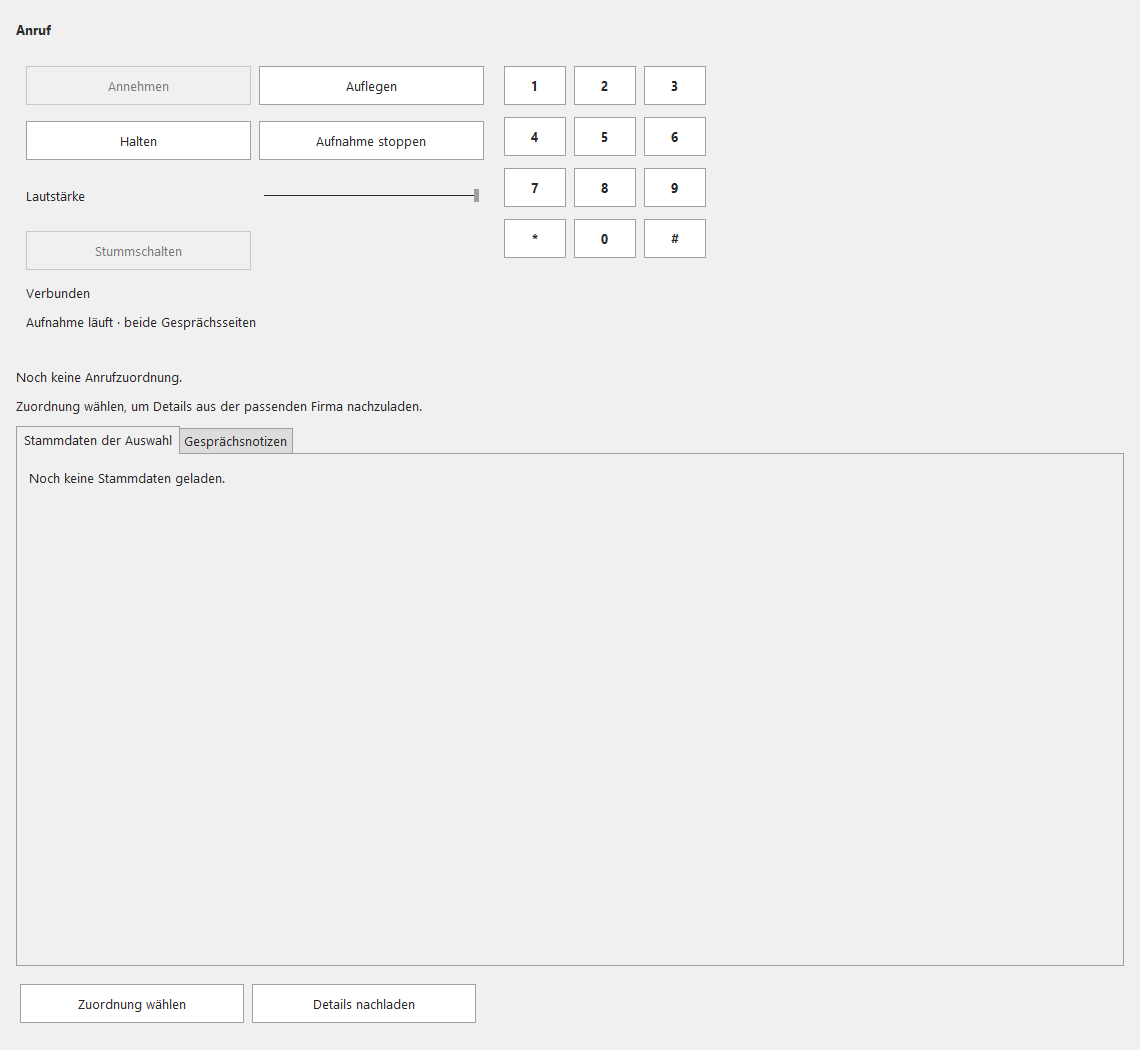 Anruf
Annehmen Auflegen 1 2 3
Halten Aufnahme stoppen 4 5 6
Lautstärke 7 8 9
* 0 #
Stummschalten
Verbunden
Aufnahme läuft · beide Gesprächsseiten
Noch keine Anrufzuordnung.
Zuordnung wählen, um Details aus der passenden Firma nachzuladen.
Stammdaten der Auswahl Gesprächsnotizen
Noch keine Stammdaten geladen.
Zuordnung wählen Details nachladen